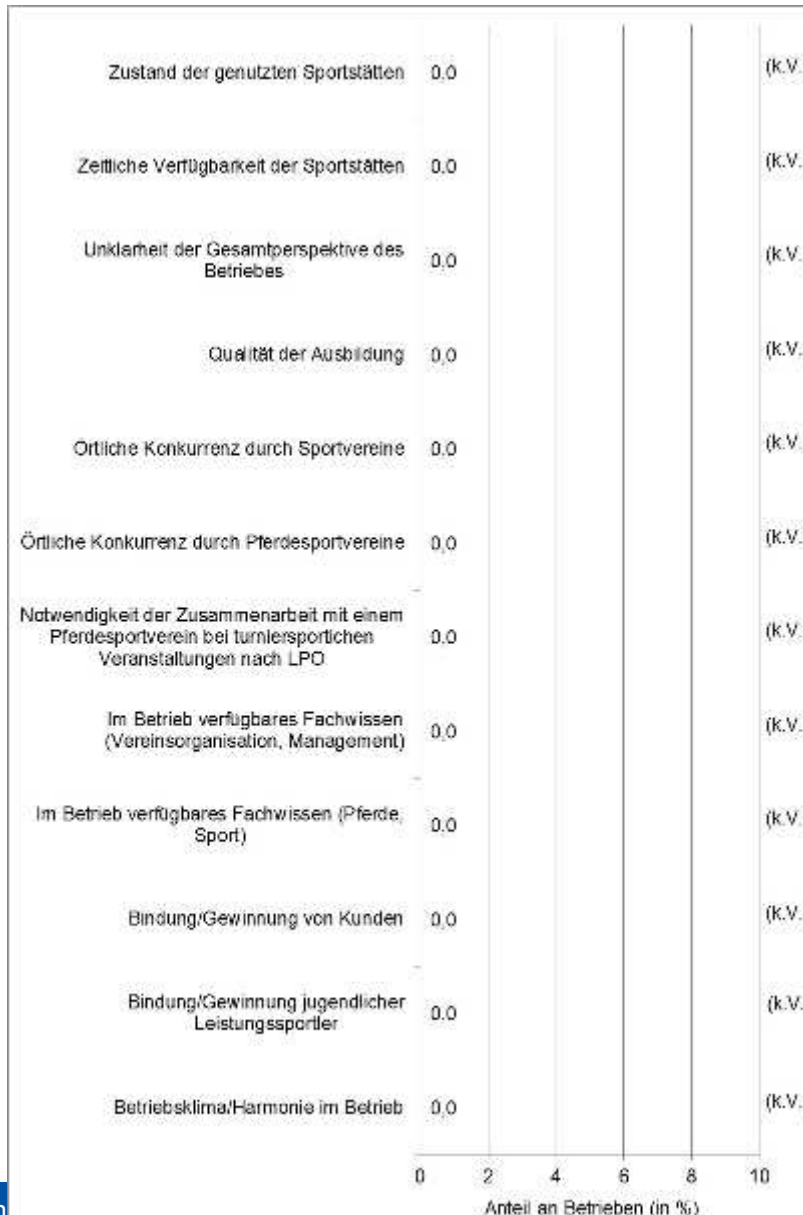 Zustand der genutzten Sportstätten 0,0 (k.V.
Zeitliche Verfügbarkeit der Sportstätten 0,0 (k.V.
Unklarheit der Gesamtperspektive des
Betriebes 0,0 (k.V.
Qualität der Ausbildung 0,0 (k.V.
Örtliche Konkurrenz durch Sportvereine 0,0 (k.V.
Örtliche Konkurrenz durch Pferdesportvereine 0,0 (k.V.
Notwendigkeit der Zusammenarbeit mit einem
Pferdesportverein bei turniersportlichen 0,0 (k.V.
Veranstaltungen nach LPO
Im Betrieb verfügbares Fachwissen
(Vereinsorganisation, Management) 0,0 (k.V.
Im Betrieb verfügbares Fachwissen (Pferde,
Sport) 0,0 (k.V.
Bindung/Gewinnung von Kunden 0,0 (k.V.
Bindung/Gewinnung jugendlicher
Leistungssportler 0,0 (k.V.
Betriebsklima/Harmonie im Betrieb 0,0 (k.V.
0 2 4 6 8 10
Anteil an Betrieben (in %)